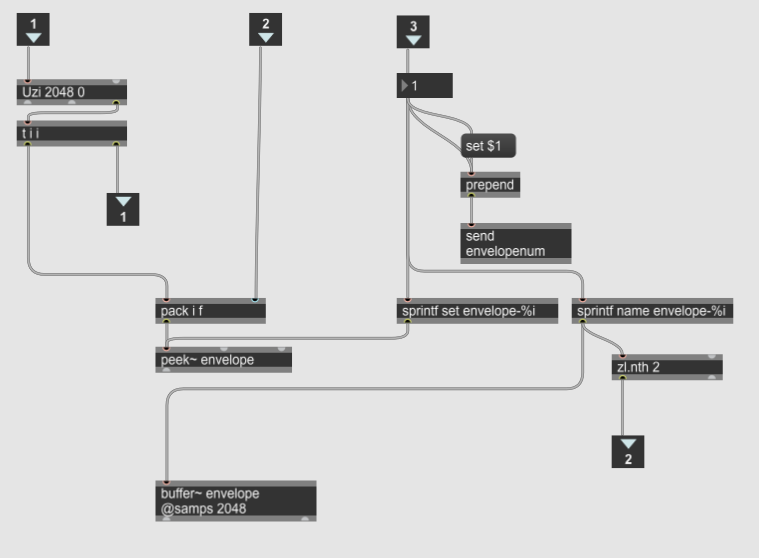 1
2
3
Uzi 2048 0
1
t i i
set $1
prepend
1
send
envelopenum
pack i f
sprintf set envelope-%i
sprintf name envelope-%i
peek~ envelope
zl.nth 2
2
buffer~ envelope
@samps 2048